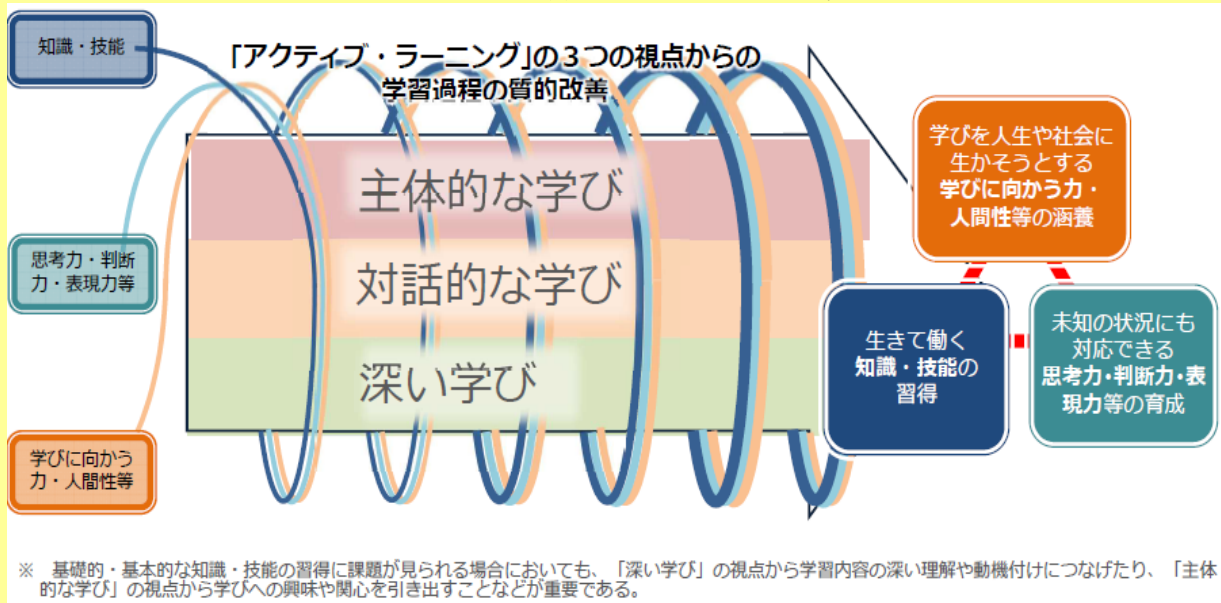 知識・技能
「アクティブ・ラーニング」の３つの視点からの
学習過程の質的改善
主体的な学び
対話的な学び
深い学び
思考力・判断
力・表現力等
学びに向かう
力・人間性等
学びを人生や社会に
生かそうとする
学びに向かう力・
人間性等の涵養
生きて働く
知識・技能の
習得
未知の状況にも
対応できる
思考力・判断力・表
現力等の育成
※　基礎的・基本的な知識・技能の習得に課題が見られる場合においても、「深い学び」の視点から学習内容の深い理解や動機付けにつなげたり、「主体
的な学び」の視点から学びへの興味や関心を引き出すことなどが重要である。